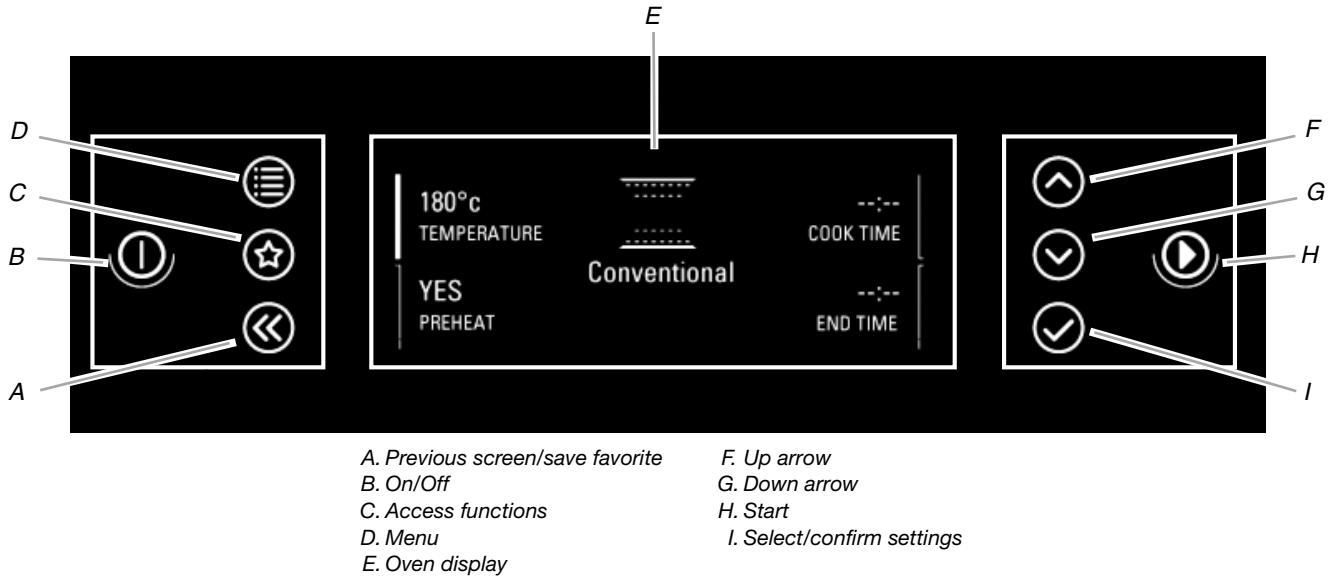 E
D
C
B
A
F
G
H
I
180°c
TEMPERATURE
YES
PREHEAT
Conventional
--:--
COOK TIME
--:--
END TIME
A. Previous screen/save favorite
B. On/Off
C. Access functions
D. Menu
E. Oven display
F. Up arrow
G. Down arrow
H. Start
I. Select/confirm settings